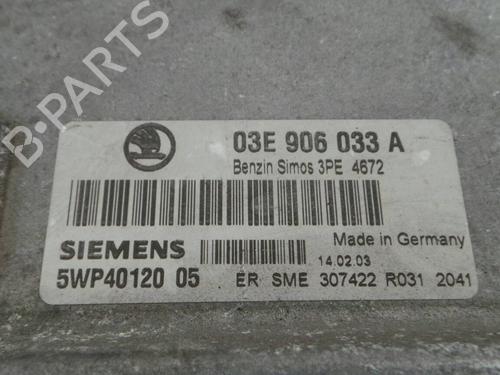 B-PARTS
03E 906 033 A
Benzin Simos 3PE 4672
SIEMENS
Made in Germany
14.02.03
5WP40120 05
ER SME 307422 R031 2041